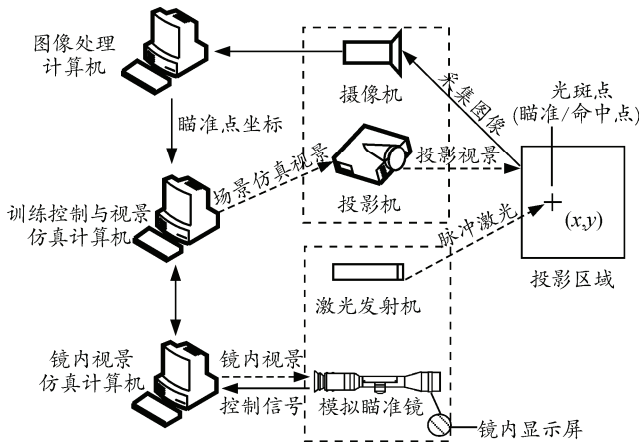 图像处理
计算机
摄像机
采集图像
光斑点
(瞄准/命中点)
瞄准点坐标
场景仿真视景
投影视景
训练控制与视景
仿真计算机
投影机
脉冲激光
(x,y)
投影区域
激光发射机
镜内视景
仿真计算机
镜内视景
控制信号
模拟瞄准镜
镜内显示屏